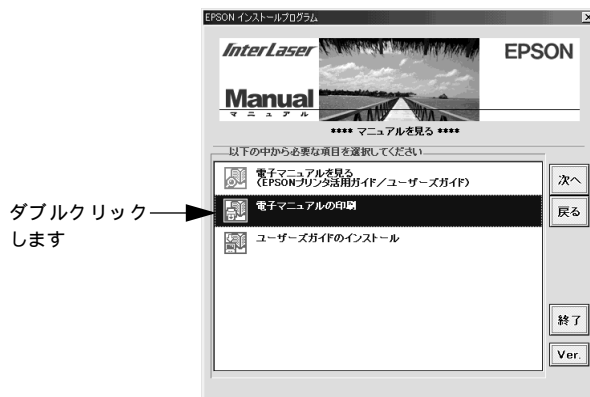 EPSON インストールプログラム
InterLaser
EPSON
Manual
マニュアル
**** マニュアルを見る ****
以下の中から必要な項目を選択してください
電子マニュアルを見る
(EPSONプリンタ活用ガイド/ユーザーズガイド)
次へ
電子マニュアルの印刷
戻る
ダブルクリック
します
ユーザーズガイドのインストール
終了
Ver.